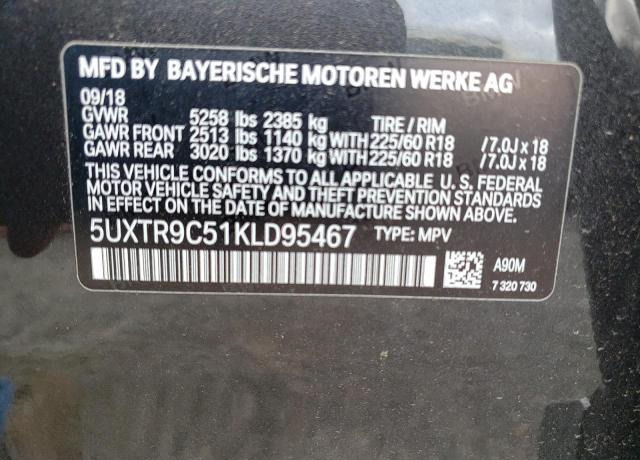 MFD BY BAYERISCHE MOTOREN WERKE AG
09/18
GVWR 5258 lbs 2385 kg TIRE / RIM
GAWR FRONT 2513 lbs 1140 kg WITH 225/60 R18 / 7.0J x 18
GAWR REAR 3020 lbs 1370 kg WITH 225/60 R18 / 7.0J x 18
THIS VEHICLE CONFORMS TO ALL APPLICABLE U. S. FEDERAL
MOTOR VEHICLE SAFETY AND THEFT PREVENTION STANDARDS
IN EFFECT ON THE DATE OF MANUFACTURE SHOWN ABOVE.
5UXTR9C51KLD95467 TYPE: MPV
A90M
7 320 730